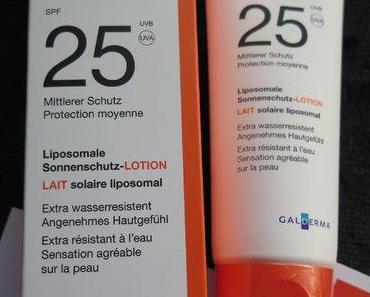 SPF
25
UVB
UVA
Mittlerer Schutz
Protection moyenne
Liposomale
Sonnenschutz-LOTION
LAIT solaire liposomal
Extra wasserresistent
Angenehmes Hautgefühl
Extra résistant à l'eau
Sensation agréable
sur la peau
25
UVB
UVA
Mittlerer Schutz
Protection moyenne
Liposomale
Sonnenschutz-LOTION
LAIT solaire liposomal
Extra wasserresistent
Angenehmes Hautgefühl
Extra résistant à l'eau
Sensation agréable
sur la peau
GALDERMA